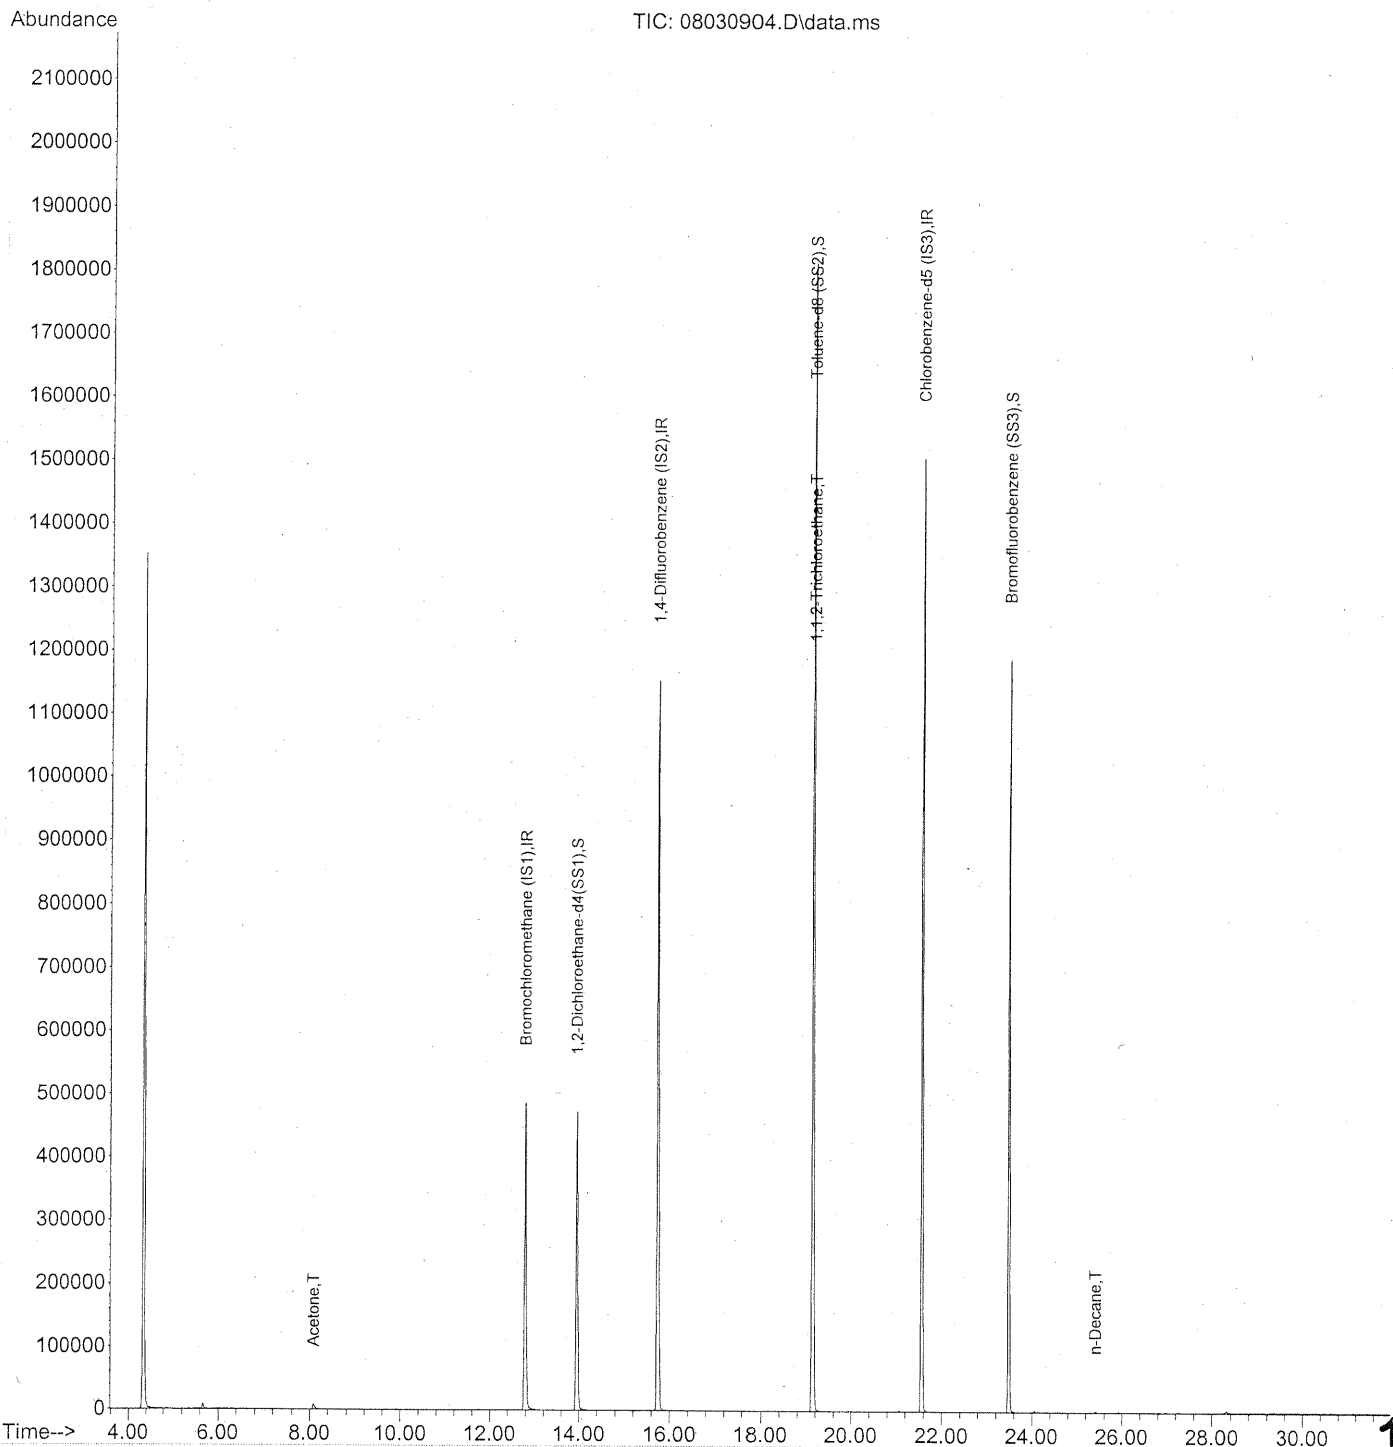 Abundance
TIC: 08030904.D\data.ms
2100000
2000000
1900000
1800000
1700000
1600000
1500000
1400000
1300000
1200000
1100000
1000000
900000
800000
700000
600000
500000
400000
300000
200000
100000
0
Acetone,T
Bromochloromethane (IS1),IR
1,2-Dichloroethane-d4(SS1),S
1,4-Difluorobenzene (IS2),IR
Toluene-d8 (SS2),S
1,1,2-Trichloroethane,T
Chlorobenzene-d5 (IS3),IR
Bromofluorobenzene (SS3),S
n-Decane,T
Time-->
4.00 6.00 8.00 10.00 12.00 14.00 16.00 18.00 20.00 22.00 24.00 26.00 28.00 30.00